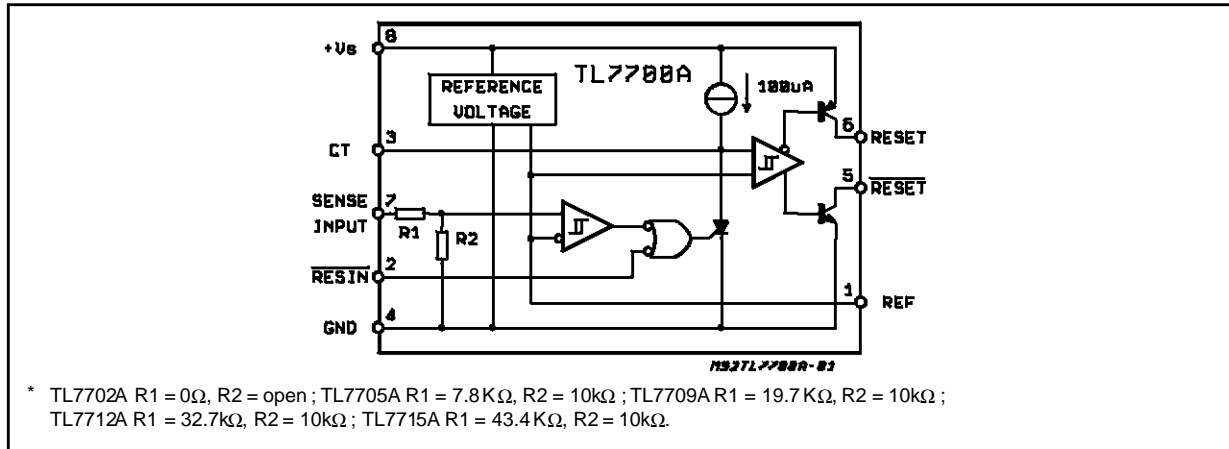 8
+Vs
TL7700A
REFERENCE
VOLTAGE
100uA
6
RESET
3
CT
5
RESET
SENSE
7
INPUT
R1
R2
2
RESIN
1
REF
4
GND
M92TL7700A-01
* TL7702A R1 = 0Ω, R2 = open ; TL7705A R1 = 7.8 KΩ, R2 = 10kΩ ; TL7709A R1 = 19.7 KΩ, R2 = 10kΩ ;
TL7712A R1 = 32.7kΩ, R2 = 10kΩ ; TL7715A R1 = 43.4 KΩ, R2 = 10kΩ.